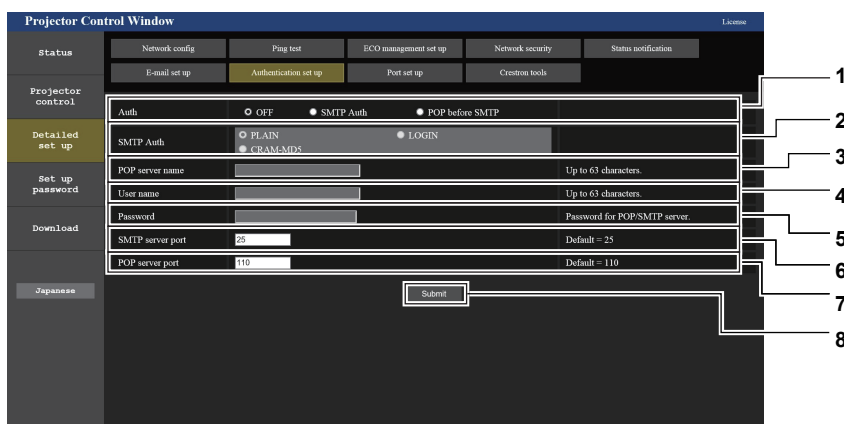 Projector Control Window License
Status
Network config Ping test ECO management set up Network security Status notification
E-mail set up Authentication set up Port set up Crestron tools
Projector
control
Detailed
set up
Set up
password
Download
Japanese
Auth OFF SMTP Auth POP before SMTP 1
SMTP Auth PLAIN LOGIN 2
CRAM-MD5
POP server name Up to 63 characters. 3
User name Up to 63 characters. 4
Password Password for POP/SMTP server. 5
SMTP server port 25 Default = 25 6
POP server port 110 Default = 110 7
Submit 8